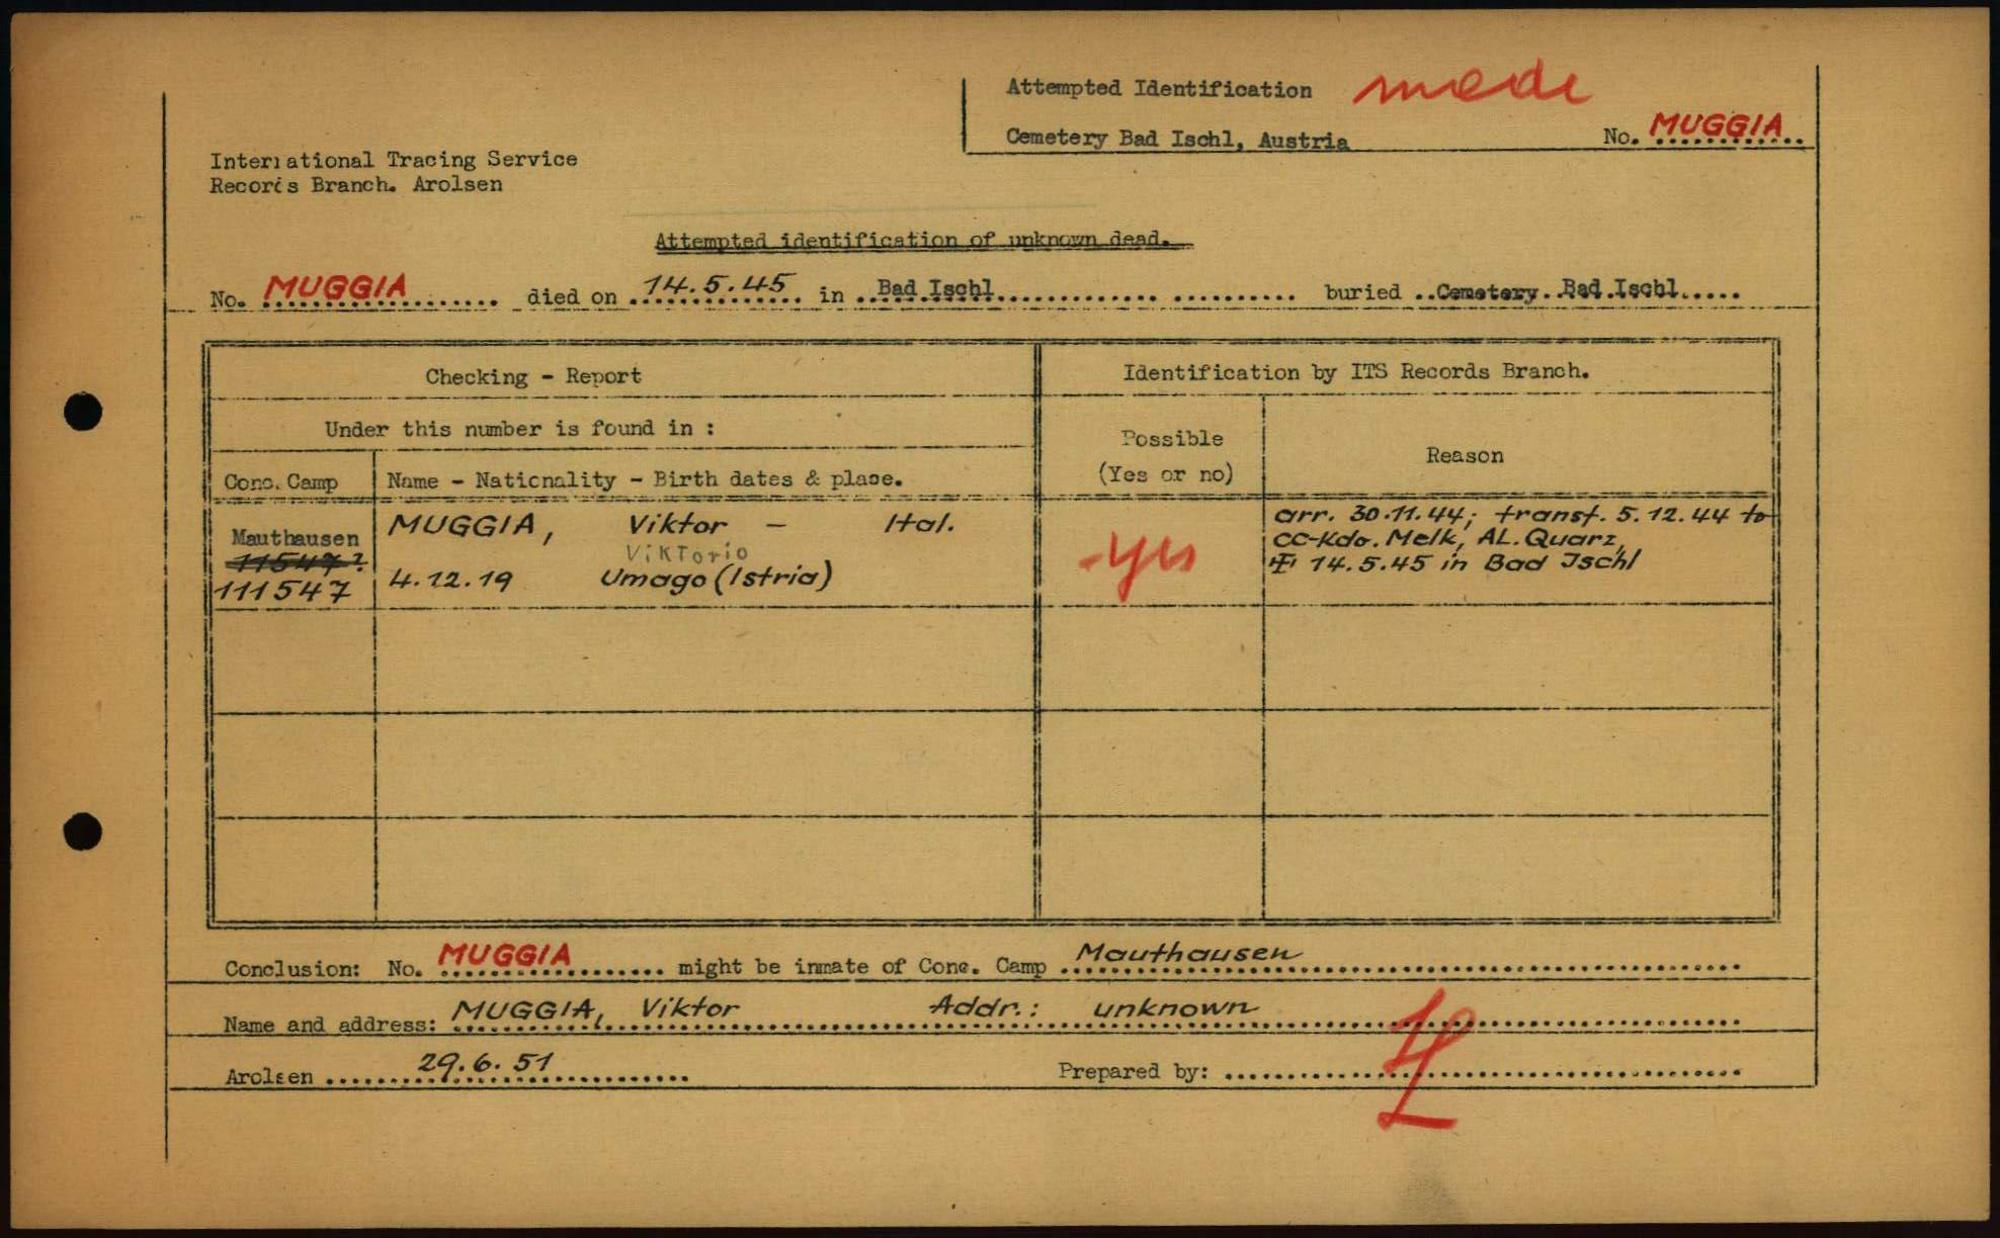 Attempted Identification made
Cemetery Bad Ischl, Austria No. MUGGIA
International Tracing Service
Records Branch. Arolsen
Attempted identification of unknown dead.
No. MUGGIA died on 14.5.45 in Bad Ischl buried Cemetery Bad Ischl
Checking - Report
Identification by ITS Records Branch.
Under this number is found in :
Possible
(Yes or no)
Reason
Conc. Camp
Name - Nationality - Birth dates & place.
Mauthausen
11547?
111547
MUGGIA, Viktor - Ital.
Viktorio
4.12.19 Umago (Istria)
yes
arr. 30.11.44; transf. 5.12.44 to
CC-Kdo. Melk, AL. Quarz,
14.5.45 in Bad Ischl
Conclusion: No. MUGGIA might be inmate of Conc. Camp Mauthausen
Name and address: MUGGIA, Viktor Addr.: unknown
Arolsen 29.6.51 Prepared by: